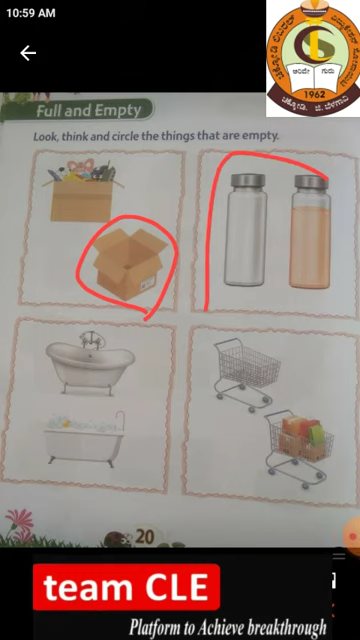 10:59 AM
ಅರಿವೇ ಗುರು
1962
Full and Empty
Look, think and circle the things that are empty.
20
team CLE
Platform to Achieve breakthrough